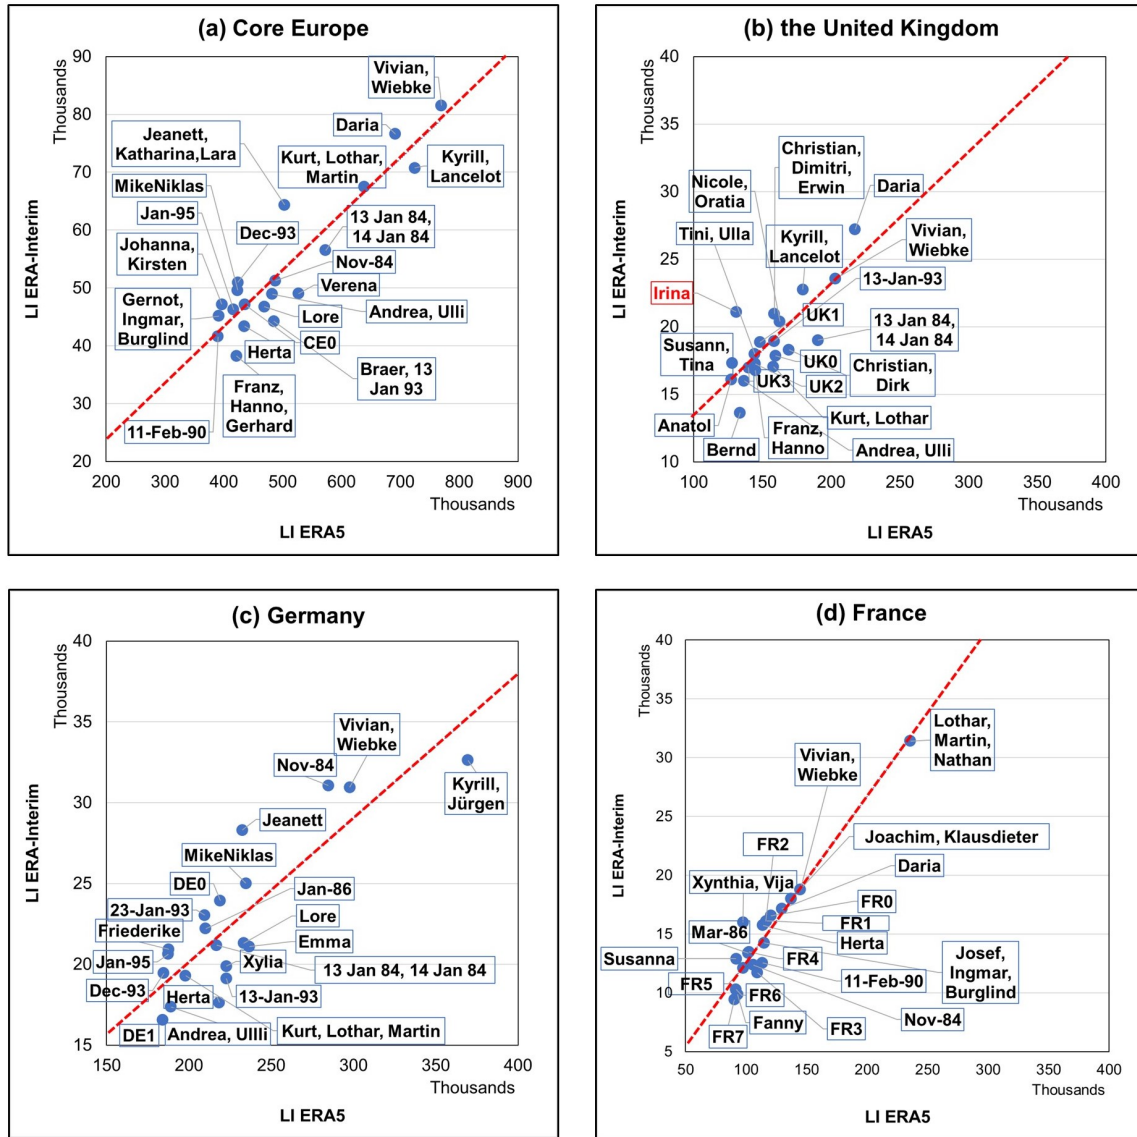 (a) Core Europe
Thousands
LI ERA-Interim
90
80
70
60
50
40
30
20
200
300
400
500
600
700
800
900
Thousands
LI ERA5
Vivian,
Wiebke
Daria
Jeanett,
Katharina,Lara
Kurt, Lothar,
Martin
Kyrill,
Lancelot
MikeNiklas
Jan-95
Dec-93
13 Jan 84,
14 Jan 84
Johanna,
Kirsten
Nov-84
Verena
Gernot,
Ingmar,
Burglind
Andrea, Ulli
Lore
CE0
Herta
Braer, 13
Jan 93
Franz,
Hanno,
Gerhard
11-Feb-90
(b) the United Kingdom
Thousands
LI ERA-Interim
40
35
30
25
20
15
10
100
150
200
250
300
350
400
Thousands
LI ERA5
Christian,
Dimitri,
Erwin
Nicole,
Oratia
Daria
Tini, Ulla
Kyrill,
Lancelot
Vivian,
Wiebke
13-Jan-93
Irina
UK1
13 Jan 84,
14 Jan 84
Susann,
Tina
UK0
Christian,
Dirk
UK3
UK2
Anatol
Kurt, Lothar
Bernd
Franz,
Hanno
Andrea, Ulli
(c) Germany
Thousands
LI ERA-Interim
40
35
30
25
20
15
150
200
250
300
350
400
Thousands
LI ERA5
Vivian,
Wiebke
Nov-84
Kyrill,
Jürgen
Jeanett
MikeNiklas
DE0
Jan-86
23-Jan-93
Friederike
Lore
Emma
Jan-95
Xylia
13 Jan 84, 14 Jan 84
Dec-93
Herta
13-Jan-93
DE1
Andrea, Ullli
Kurt, Lothar, Martin
(d) France
Thousands
LI ERA-Interim
40
35
30
25
20
15
10
5
50
100
150
200
250
300
350
400
Thousands
LI ERA5
Lothar,
Martin,
Nathan
Vivian,
Wiebke
FR2
Joachim, Klausdieter
Daria
Xynthia, Vija
FR0
FR1
Mar-86
Herta
Susanna
FR4
Josef,
Ingmar,
Burglind
11-Feb-90
FR5
FR6
Nov-84
Fanny
FR3
FR7